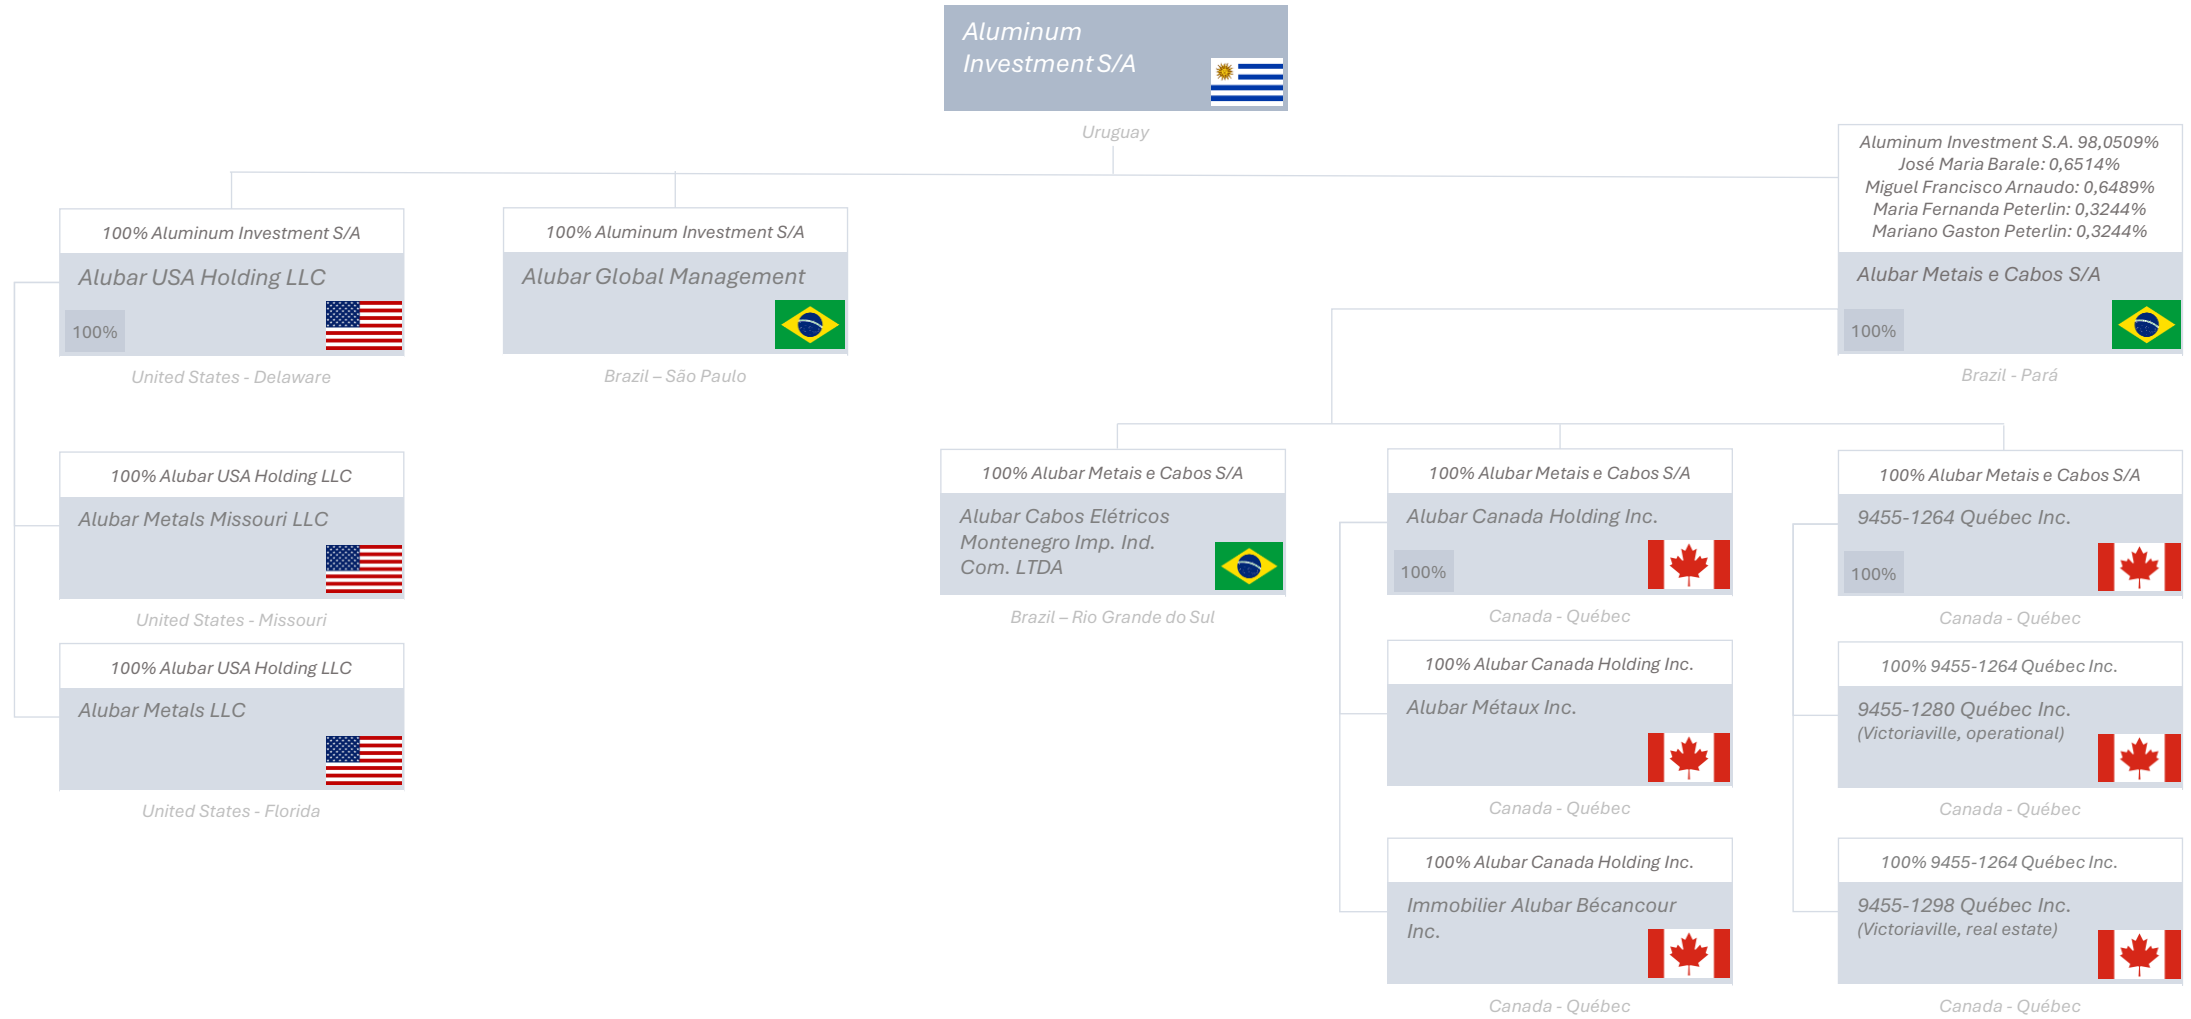 Aluminum
Investment S/A
Uruguay
Aluminum Investment S.A. 98,0509%
José Maria Barale: 0,6514%
Miguel Francisco Arnaudo: 0,6489%
Maria Fernanda Peterlin: 0,3244%
Mariano Gaston Peterlin: 0,3244%
100% Aluminum Investment S/A
Alubar USA Holding LLC
100%
United States - Delaware
100% Aluminum Investment S/A
Alubar Global Management
Brazil – São Paulo
Alubar Metais e Cabos S/A
100%
Brazil - Pará
100% Alubar USA Holding LLC
Alubar Metals Missouri LLC
United States - Missouri
100% Alubar USA Holding LLC
Alubar Metals LLC
United States - Florida
100% Alubar Metais e Cabos S/A
Alubar Cabos Elétricos
Montenegro Imp. Ind.
Com. LTDA
Brazil – Rio Grande do Sul
100% Alubar Metais e Cabos S/A
Alubar Canada Holding Inc.
100%
Canada - Québec
100% Alubar Canada Holding Inc.
Alubar Métaux Inc.
Canada - Québec
100% Alubar Canada Holding Inc.
Immobilier Alubar Bécancour
Inc.
Canada - Québec
100% Alubar Metais e Cabos S/A
9455-1264 Québec Inc.
100%
Canada - Québec
100% 9455-1264 Québec Inc.
9455-1280 Québec Inc.
(Victoriaville, operational)
Canada - Québec
100% 9455-1264 Québec Inc.
9455-1298 Québec Inc.
(Victoriaville, real estate)
Canada - Québec